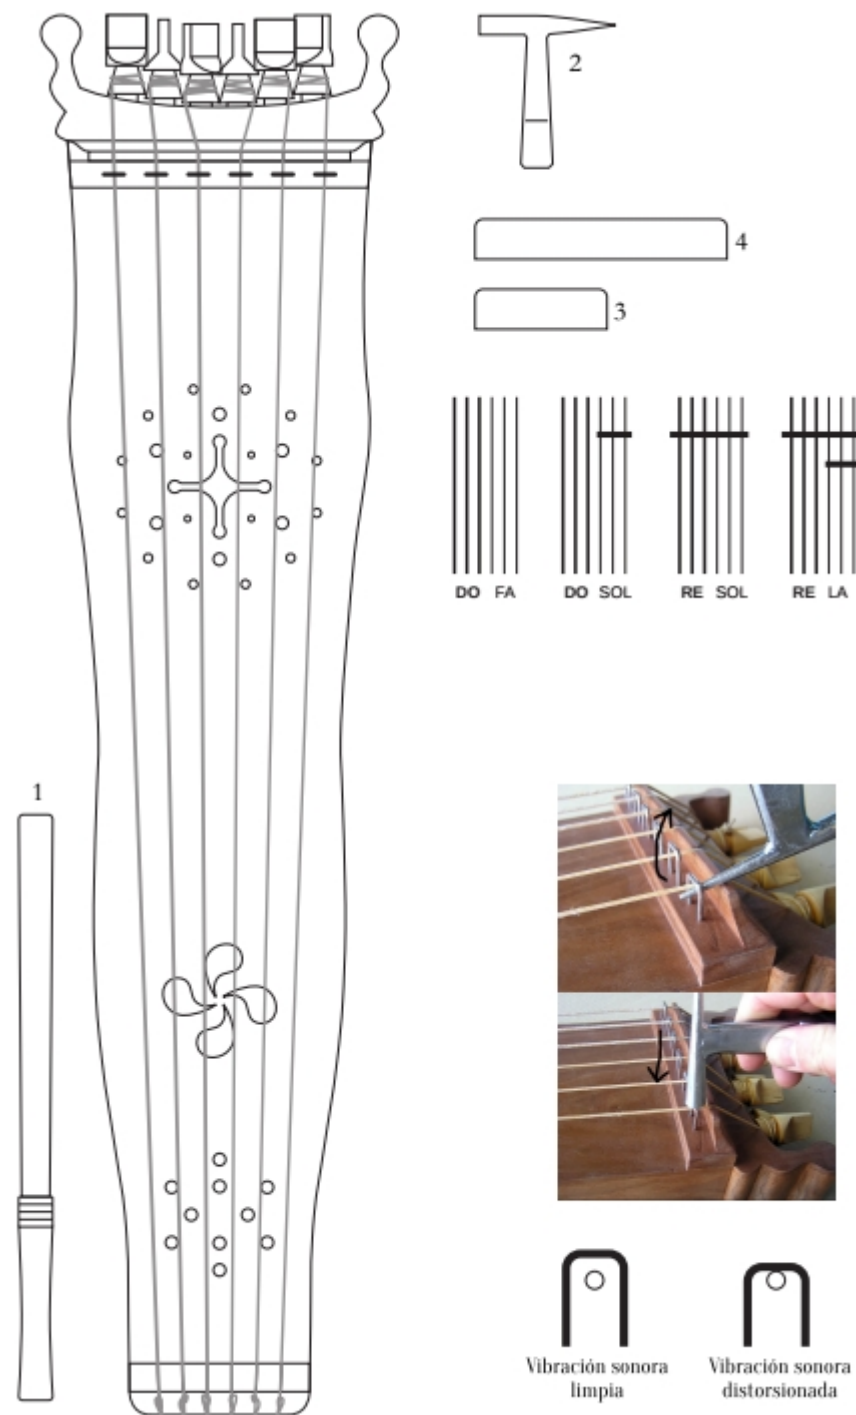 2
4
3
DO FA
DO SOL
RE SOL
RE LA
1
Vibración sonora
limpia
Vibración sonora
distorsionada